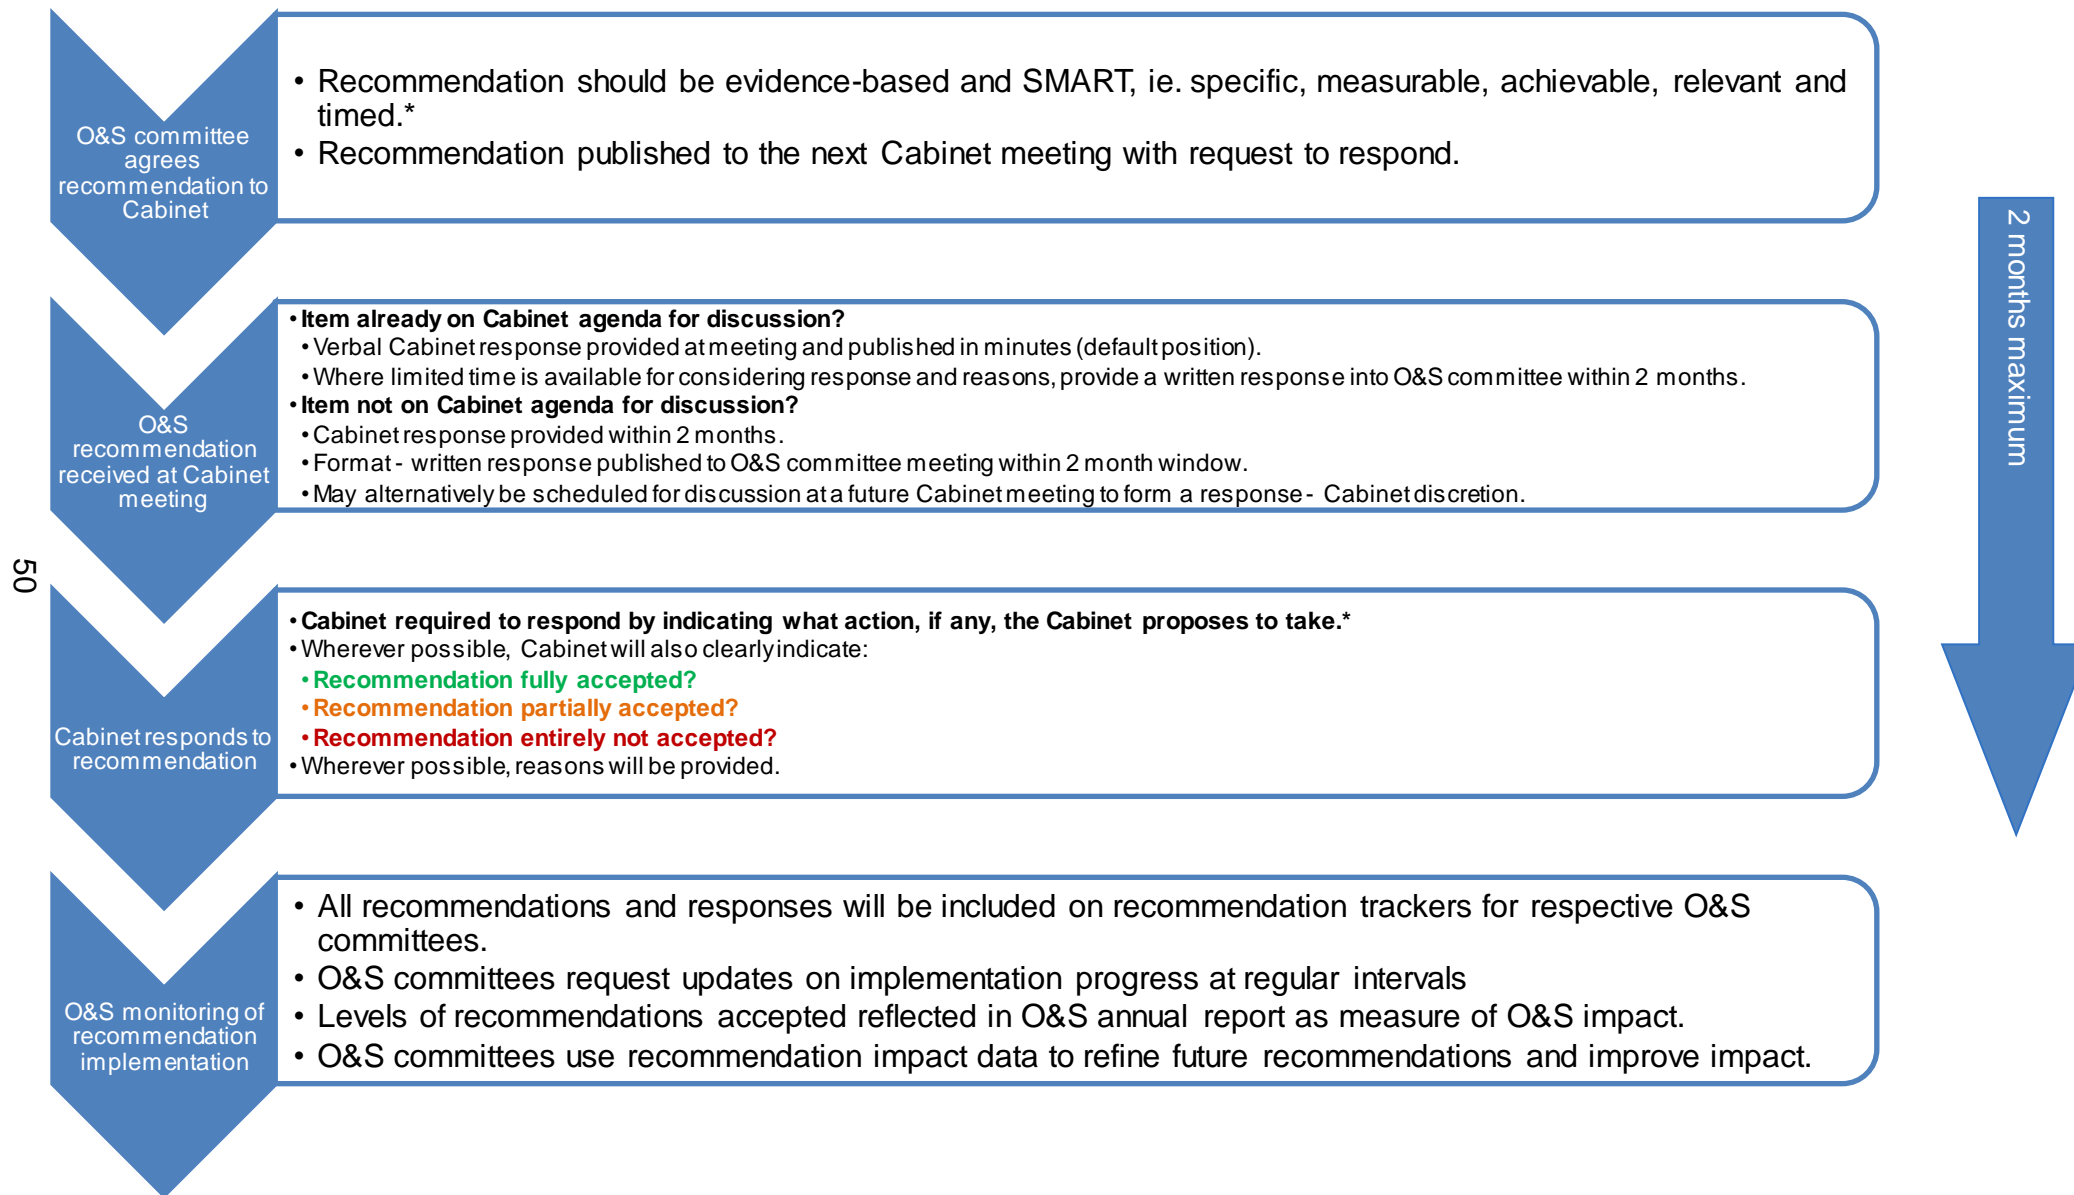 O&S committee
agrees
recommendation to
Cabinet
• Recommendation should be evidence-based and SMART, ie. specific, measurable, achievable, relevant and
timed.*
• Recommendation published to the next Cabinet meeting with request to respond.
2 months maximum
O&S
recommendation
received at Cabinet
meeting
• Item already on Cabinet agenda for discussion?
• Verbal Cabinet response provided at meeting and published in minutes (default position).
• Where limited time is available for considering response and reasons, provide a written response into O&S committee within 2 months.
• Item not on Cabinet agenda for discussion?
• Cabinet response provided within 2 months.
• Format - written response published to O&S committee meeting within 2 month window.
• May alternatively be scheduled for discussion at a future Cabinet meeting to form a response - Cabinet discretion.
50
Cabinet responds to
recommendation
• Cabinet required to respond by indicating what action, if any, the Cabinet proposes to take.*
• Wherever possible, Cabinet will also clearly indicate:
• Recommendation fully accepted?
• Recommendation partially accepted?
• Recommendation entirely not accepted?
• Wherever possible, reasons will be provided.
O&S monitoring of
recommendation
implementation
• All recommendations and responses will be included on recommendation trackers for respective O&S
committees.
• O&S committees request updates on implementation progress at regular intervals
• Levels of recommendations accepted reflected in O&S annual report as measure of O&S impact.
• O&S committees use recommendation impact data to refine future recommendations and improve impact.